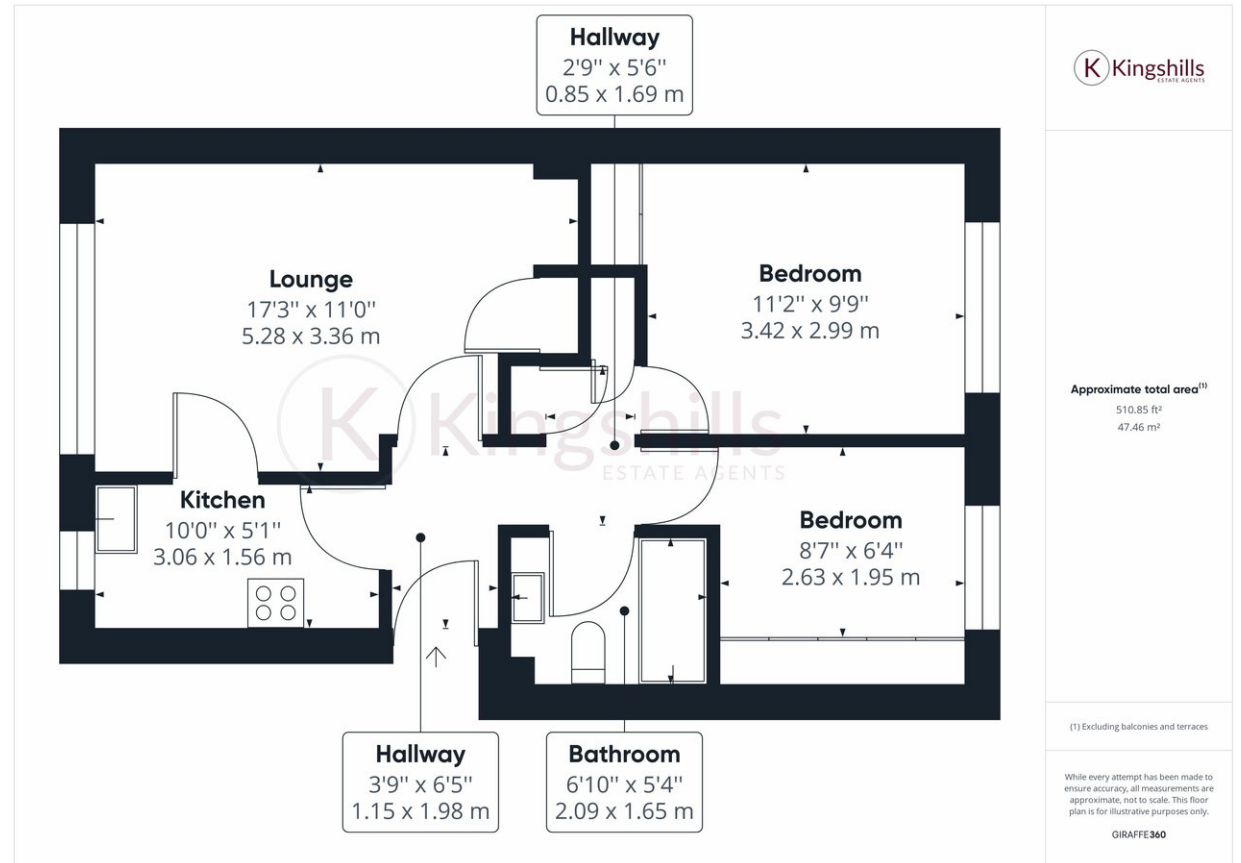 Hallway
2'9'' x 5'6''
0.85 x 1.69 m
K Kingshills
ESTATE AGENTS
Lounge
17'3'' x 11'0''
5.28 x 3.36 m
Bedroom
11'2'' x 9'9''
3.42 x 2.99 m
K Kingshills
ESTATE AGENTS
Kitchen
10'0'' x 5'1''
3.06 x 1.56 m
Bedroom
8'7'' x 6'4''
2.63 x 1.95 m
Hallway
3'9'' x 6'5''
1.15 x 1.98 m
Bathroom
6'10'' x 5'4''
2.09 x 1.65 m
Approximate total area(1)
510.85 ft²
47.46 m²
(1) Excluding balconies and terraces
While every attempt has been made to
ensure accuracy, all measurements are
approximate, not to scale. This floor
plan is for illustrative purposes only.
GIRAFFE360